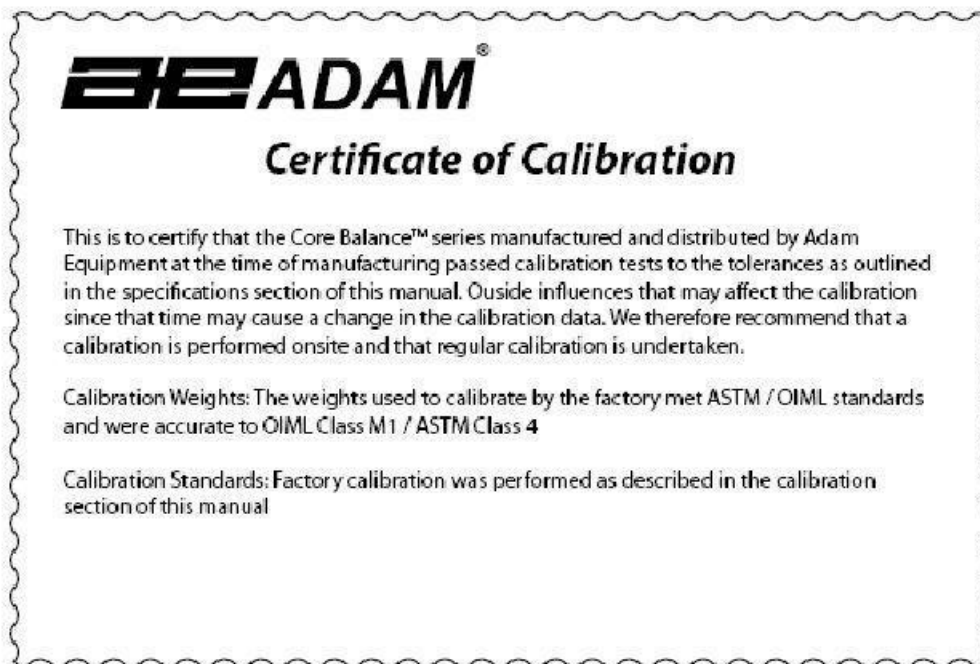 ae ADAM®
Certificate of Calibration
This is to certify that the Core Balance™ series manufactured and distributed by Adam
Equipment at the time of manufacturing passed calibration tests to the tolerances as outlined
in the specifications section of this manual. Ouside influences that may affect the calibration
since that time may cause a change in the calibration data. We therefore recommend that a
calibration is performed onsite and that regular calibration is undertaken.
Calibration Weights: The weights used to calibrate by the factory met ASTM / OIML standards
and were accurate to OIML Class M1 / ASTM Class 4
Calibration Standards: Factory calibration was performed as described in the calibration
section of this manual